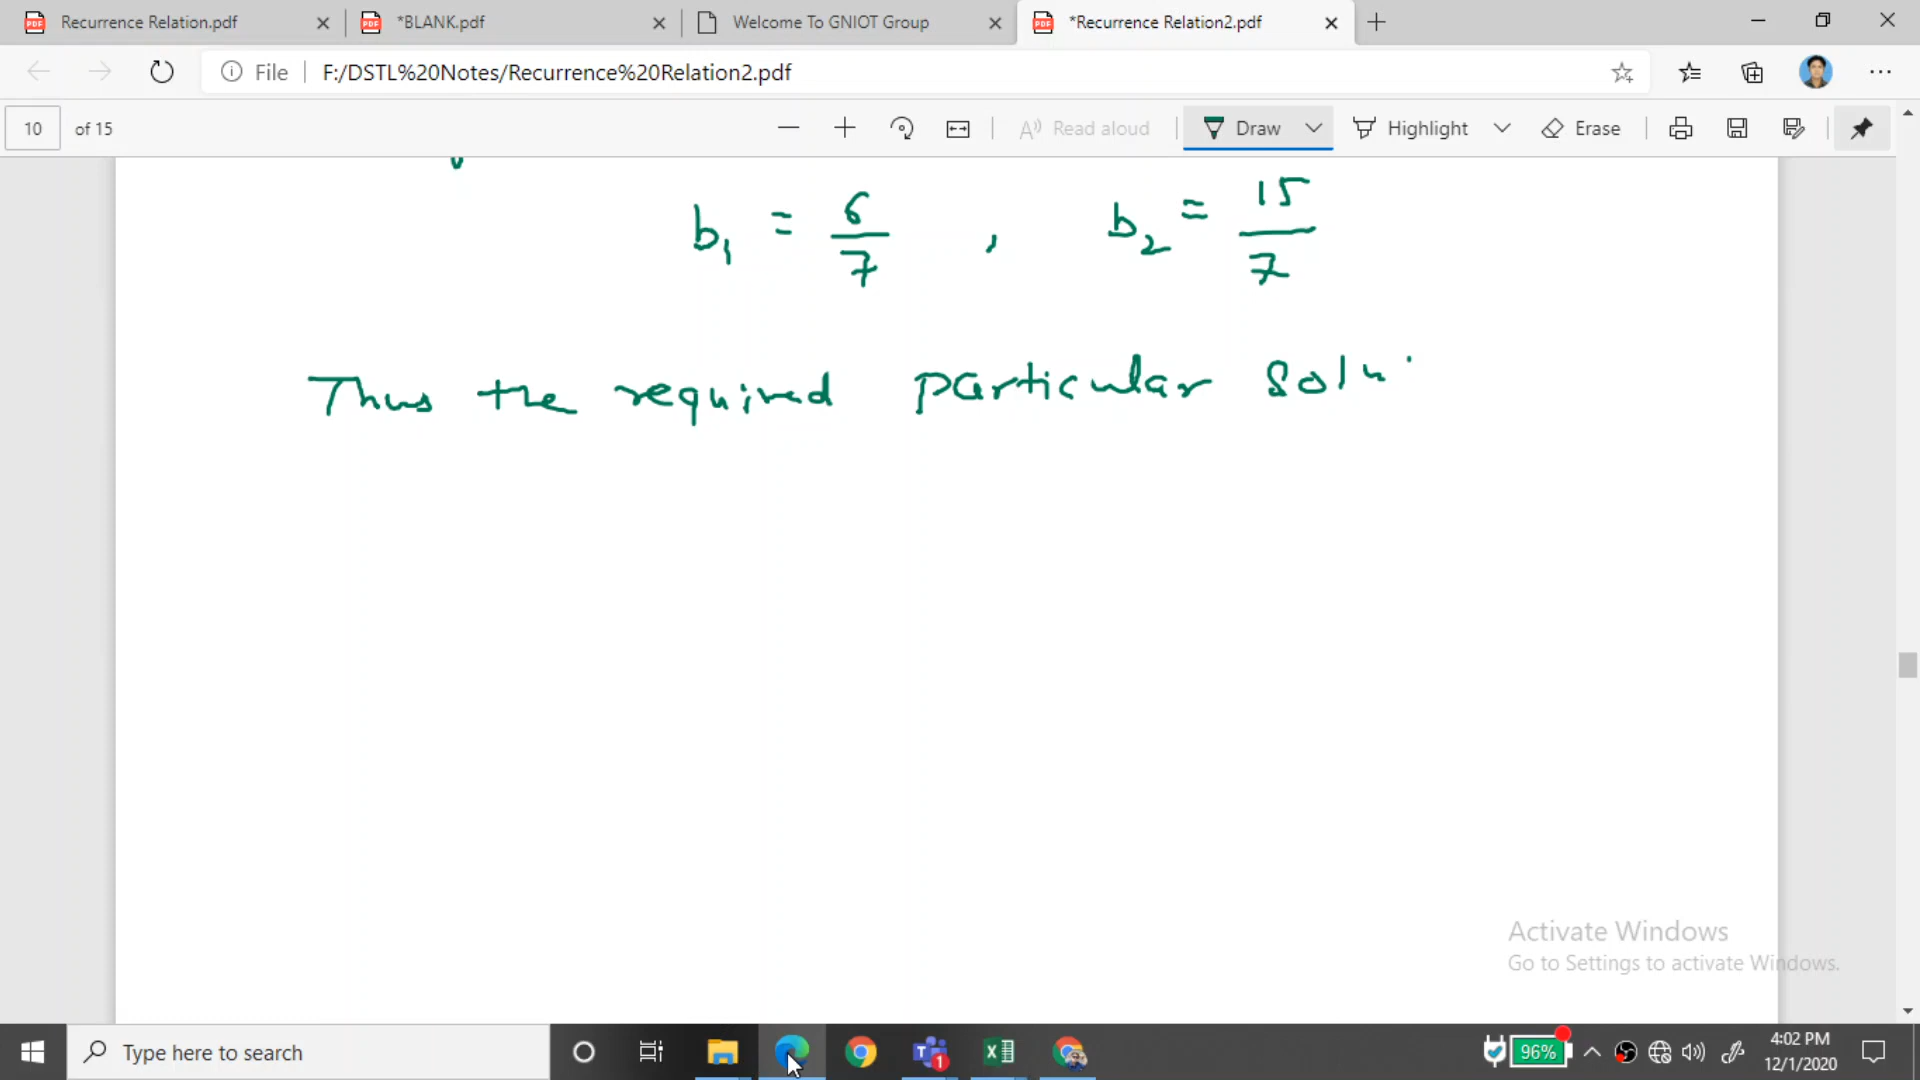 Recurrence Relation.pdf
*BLANK.pdf
Welcome To GNIOT Group
*Recurrence Relation2.pdf
File
F:/DSTL%20Notes/Recurrence%20Relation2.pdf
10 of 15
Read aloud
Draw
Highlight
Erase
b₁ = 6/7 , b₂ = 15/7
Thus the required particular soln
Activate Windows
Go to Settings to activate Windows.
Type here to search
96%
4:02 PM
12/1/2020